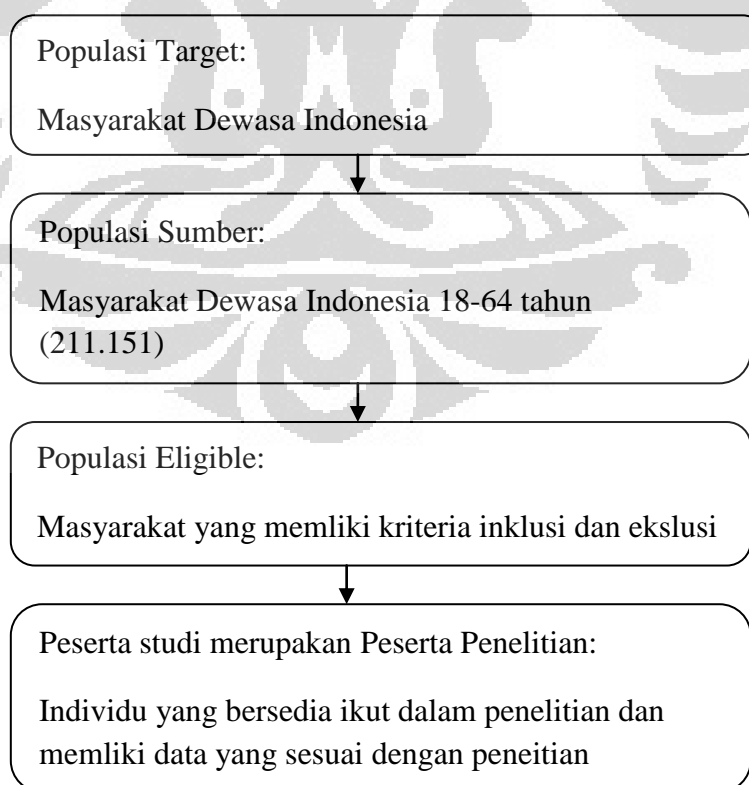 Populasi Target:
Masyarakat Dewasa Indonesia
Populasi Sumber:
Masyarakat Dewasa Indonesia 18-64 tahun
(211.151)
Populasi Eligible:
Masyarakat yang memliki kriteria inklusi dan ekslusi
Peserta studi merupakan Peserta Penelitian:
Individu yang bersedia ikut dalam penelitian dan
memliki data yang sesuai dengan peneitian